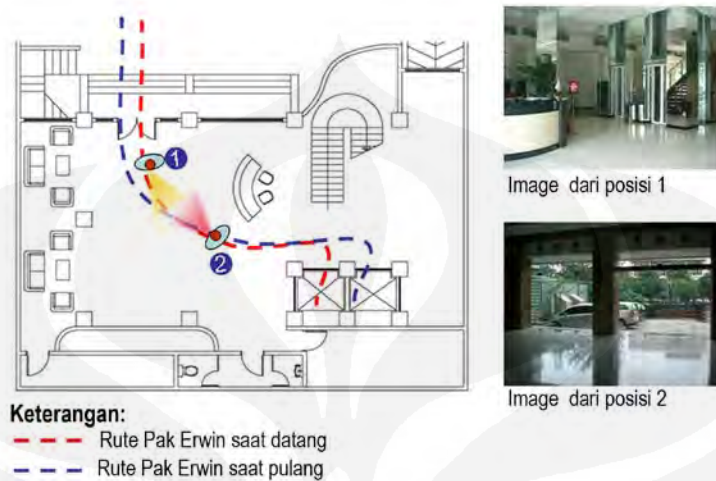 1
2
Image dari posisi 1
Image dari posisi 2
Keterangan:
Rute Pak Erwin saat datang
Rute Pak Erwin saat pulang